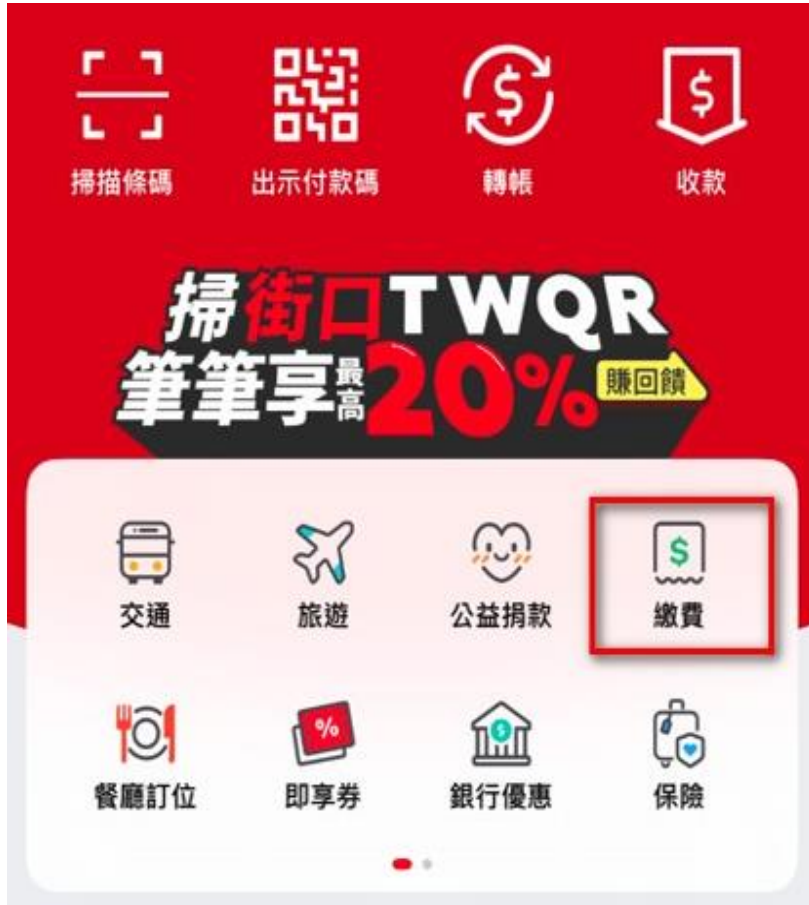 掃描條碼 出示付款碼 轉帳 收款
掃街口TWQR
筆筆享最高20% 賺回饋
交通 旅遊 公益捐款 繳費
餐廳訂位 即享券 銀行優惠 保險